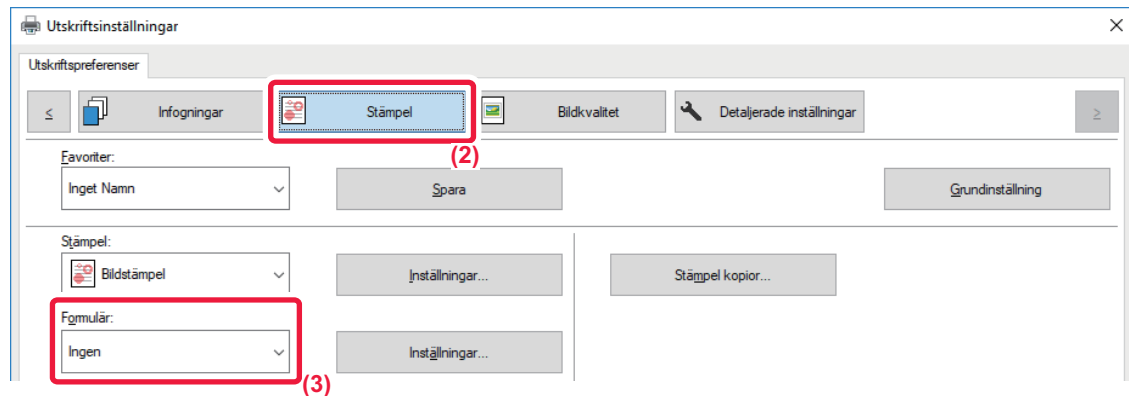 Utskriftsinställningar
Utskriftspreferenser
≤ Infogningar Stämpel Bildkvalitet Detaljerade inställningar ≥
(2)
Favoriter:
Inget Namn Spara Grundinställning
Stämpel:
Bildstämpel Inställningar... Stämpel kopior...
Formulär:
Ingen Inställningar...
(3)